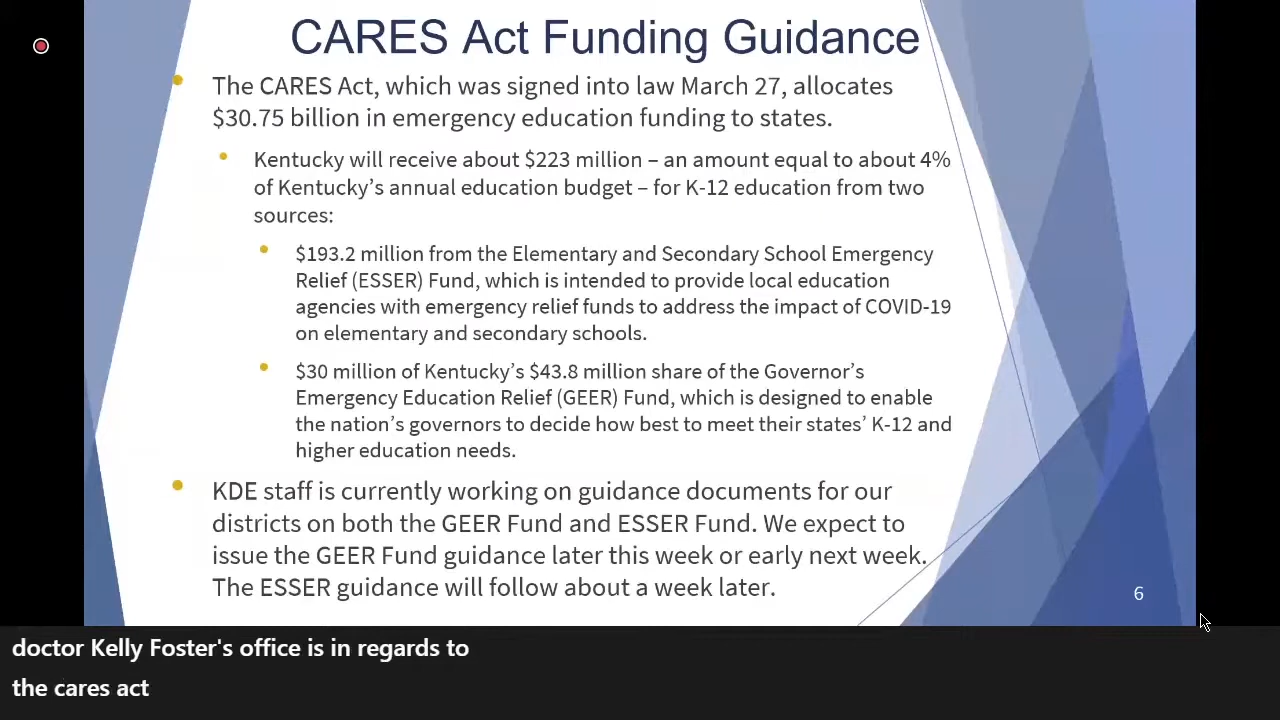 CARES Act Funding Guidance
The CARES Act, which was signed into law March 27, allocates
$30.75 billion in emergency education funding to states.
Kentucky will receive about $223 million – an amount equal to about 4%
of Kentucky’s annual education budget – for K-12 education from two
sources:
$193.2 million from the Elementary and Secondary School Emergency
Relief (ESSER) Fund, which is intended to provide local education
agencies with emergency relief funds to address the impact of COVID-19
on elementary and secondary schools.
$30 million of Kentucky’s $43.8 million share of the Governor’s
Emergency Education Relief (GEER) Fund, which is designed to enable
the nation’s governors to decide how best to meet their states’ K-12 and
higher education needs.
KDE staff is currently working on guidance documents for our
districts on both the GEER Fund and ESSER Fund. We expect to
issue the GEER Fund guidance later this week or early next week.
The ESSER guidance will follow about a week later.
6
doctor Kelly Foster's office is in regards to
the cares act